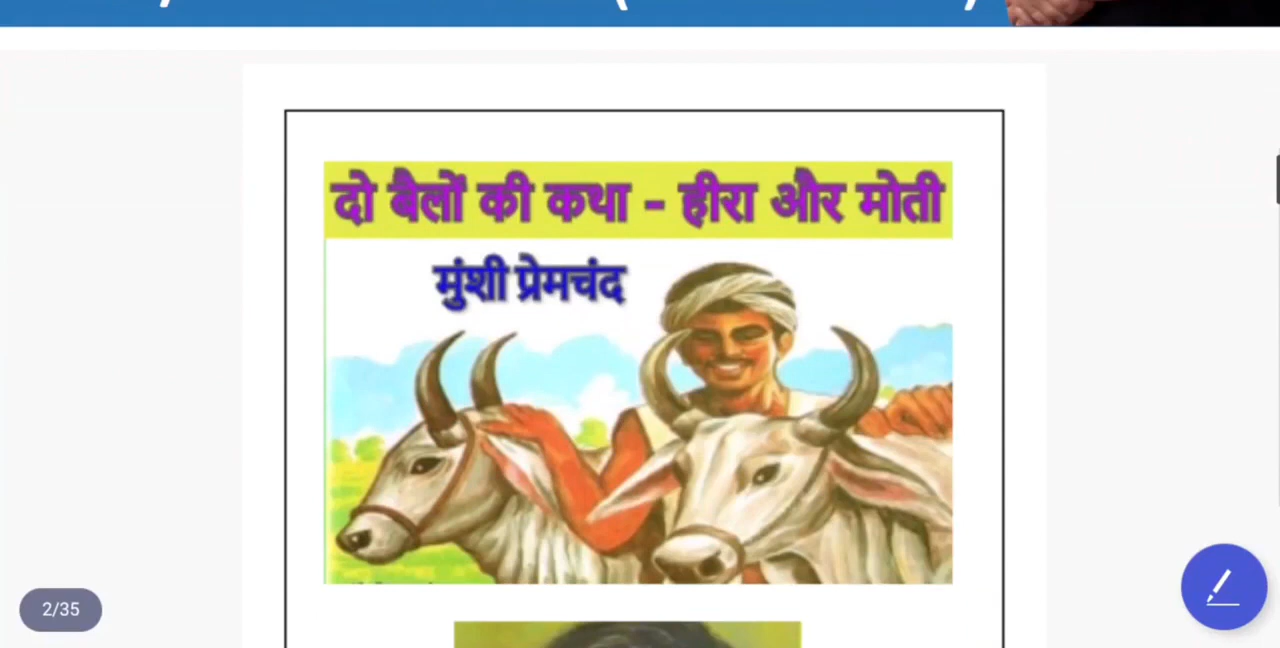 दो बैलों की कथा - हीरा और मोती
मुंशी प्रेमचंद
2/35